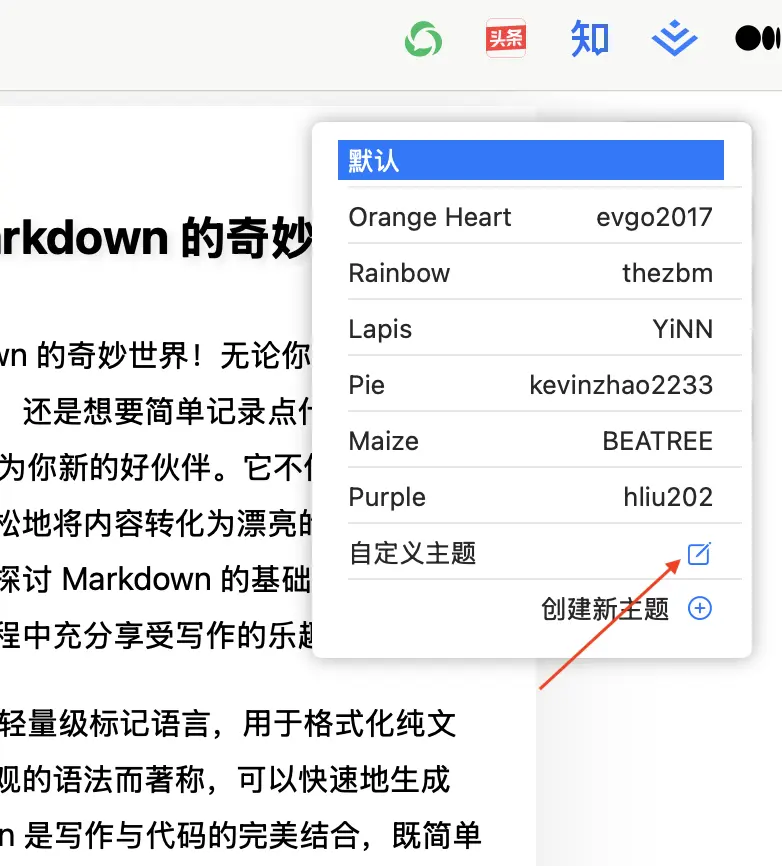 头条
知
默认
Orange Heart evgo2017
Rainbow thezbm
Lapis YiNN
Pie kevinzhao2233
Maize BEATREE
Purple hliu202
自定义主题
创建新主题
rkdown 的奇妙
wn 的奇妙世界！无论你
还是想要简单记录点什
为你新的好伙伴。它不仅
松地将内容转化为漂亮的
探讨 Markdown 的基础
程中充分享受写作的乐趣
轻量级标记语言，用于格式化纯文
观的语法而著称，可以快速地生成
n 是写作与代码的完美结合，既简单